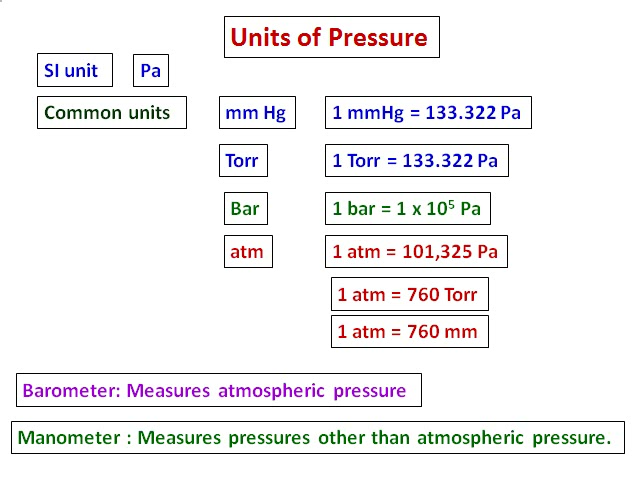 Units of Pressure
SI unit Pa
Common units mm Hg 1 mmHg = 133.322 Pa
Torr 1 Torr = 133.322 Pa
Bar 1 bar = 1 x 10⁵ Pa
atm 1 atm = 101,325 Pa
1 atm = 760 Torr
1 atm = 760 mm
Barometer: Measures atmospheric pressure
Manometer : Measures pressures other than atmospheric pressure.